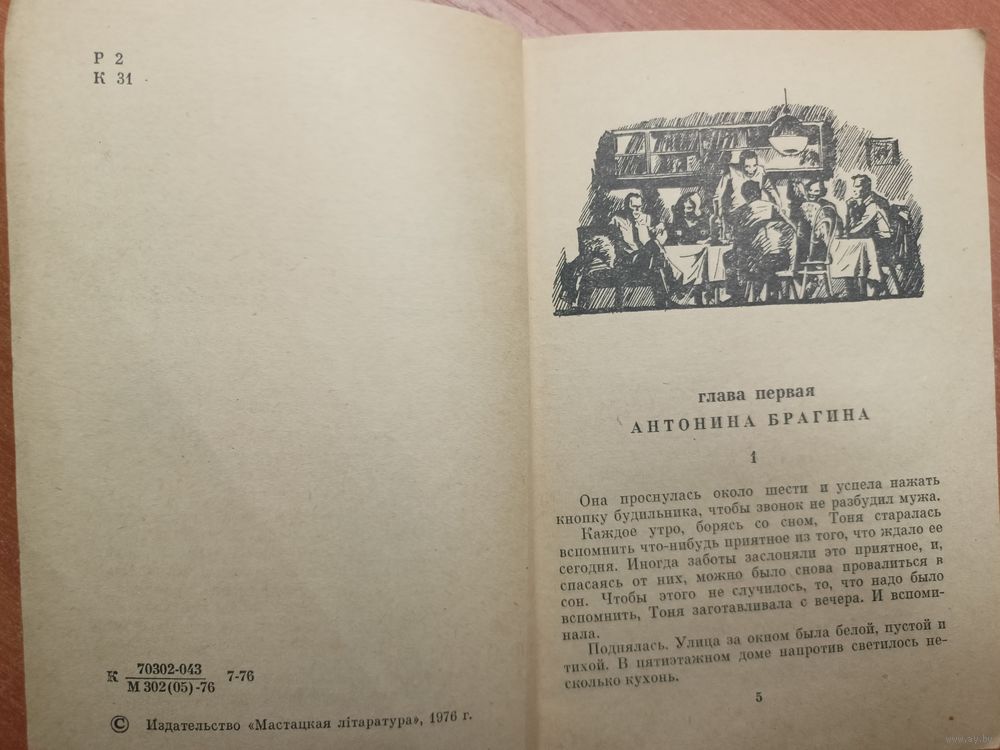 Р 2
К 31
К 70302-043 7-76
М 302(05)-76
© Издательство «Мастацкая літаратура», 1976 г.
глава первая
АНТОНИНА БРАГИНА
1
Она проснулась около шести и успела нажать
кнопку будильника, чтобы звонок не разбудил мужа.
Каждое утро, борясь со сном, Тоня старалась
вспомнить что-нибудь приятное из того, что ждало ее
сегодня. Иногда заботы заслоняли это приятное, и,
спасаясь от них, можно было снова провалиться в
сон. Чтобы этого не случилось, то, что надо было
вспомнить, Тоня заготавливала с вечера. И вспоми-
нала.
Поднялась. Улица за окном была белой, пустой и
тихой. В пятиэтажном доме напротив светилось не-
сколько кухонь.
5
www.ay.by